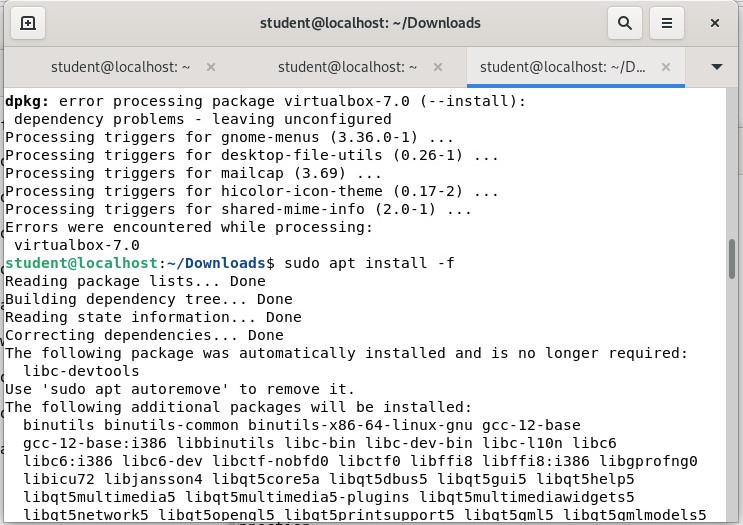 student@localhost: ~/Downloads
student@localhost: ~
student@localhost: ~
student@localhost: ~/D...
dpkg: error processing package virtualbox-7.0 (--install):
 dependency problems - leaving unconfigured
Processing triggers for gnome-menus (3.36.0-1) ...
Processing triggers for desktop-file-utils (0.26-1) ...
Processing triggers for mailcap (3.69) ...
Processing triggers for hicolor-icon-theme (0.17-2) ...
Processing triggers for shared-mime-info (2.0-1) ...
Errors were encountered while processing:
 virtualbox-7.0
student@localhost:~/Downloads$ sudo apt install -f
Reading package lists... Done
Building dependency tree... Done
Reading state information... Done
Correcting dependencies... Done
The following package was automatically installed and is no longer required:
  libc-devtools
Use 'sudo apt autoremove' to remove it.
The following additional packages will be installed:
  binutils binutils-common binutils-x86-64-linux-gnu gcc-12-base
  gcc-12-base:i386 libbinutils libc-bin libc-dev-bin libc-l10n libc6
  libc6:i386 libc6-dev libctf-nobfd0 libctf0 libffi8 libffi8:i386 libgprofng0
  libicu72 libjansson4 libqt5core5a libqt5dbus5 libqt5gui5 libqt5help5
  libqt5multimedia5 libqt5multimedia5-plugins libqt5multimediawidgets5
  libqt5network5 libqt5opengl5 libqt5printsupport5 libqt5qml5 libqt5qmlmodels5